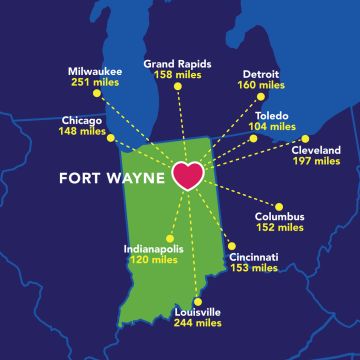 Grand Rapids
158 miles
Milwaukee
251 miles
Detroit
160 miles
Chicago
148 miles
Toledo
104 miles
Cleveland
197 miles
FORT WAYNE
Columbus
152 miles
Indianapolis
120 miles
Cincinnati
153 miles
Louisville
244 miles